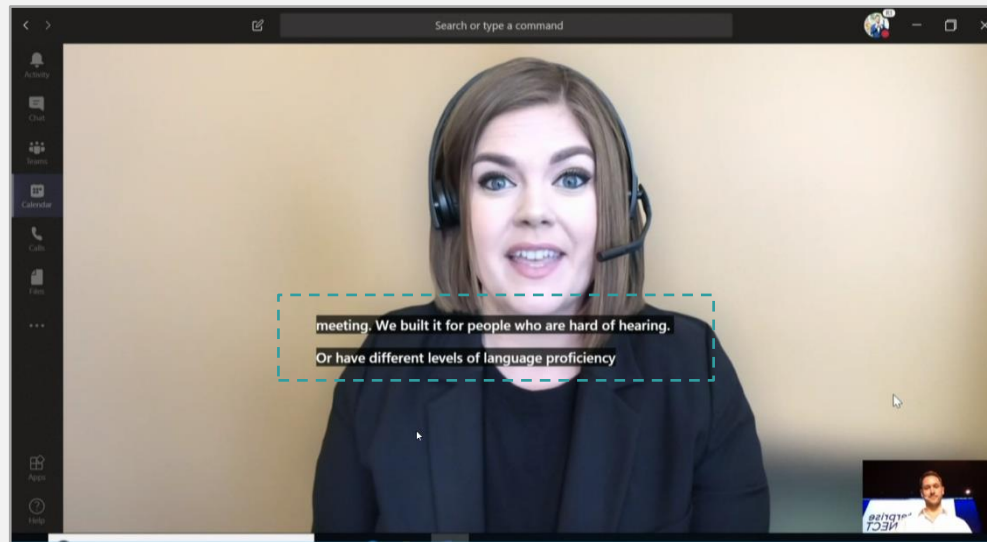 Search or type a command
Activity
Chat
Teams
Calendar
Calls
Files
meeting. We built it for people who are hard of hearing.
Or have different levels of language proficiency
Apps
Help